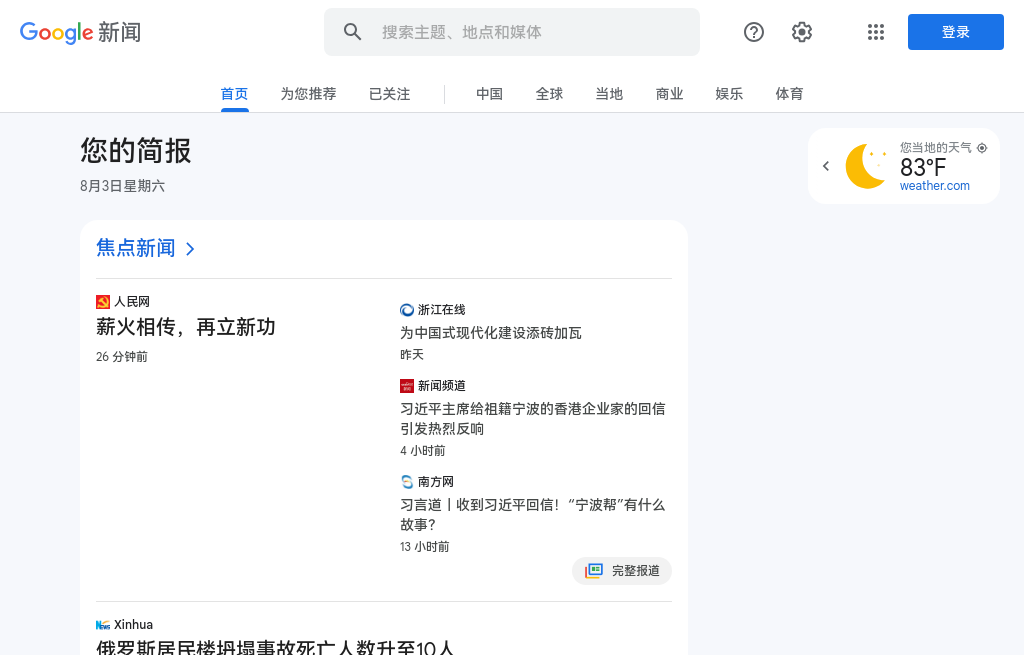 Google 新闻
搜索主题、地点和媒体
登录
首页
为您推荐
已关注
中国
全球
当地
商业
娱乐
体育
您的简报
8月3日星期六
您当地的天气
83°F
weather.com
焦点新闻
人民网
薪火相传，再立新功
26 分钟前
浙江在线
为中国式现代化建设添砖加瓦
昨天
新闻频道
习近平主席给祖籍宁波的香港企业家的回信
引发热烈反响
4 小时前
南方网
习言道丨收到习近平回信！“宁波帮”有什么
故事？
13 小时前
完整报道
Xinhua
俄罗斯居民楼坍塌事故死亡人数升至10人